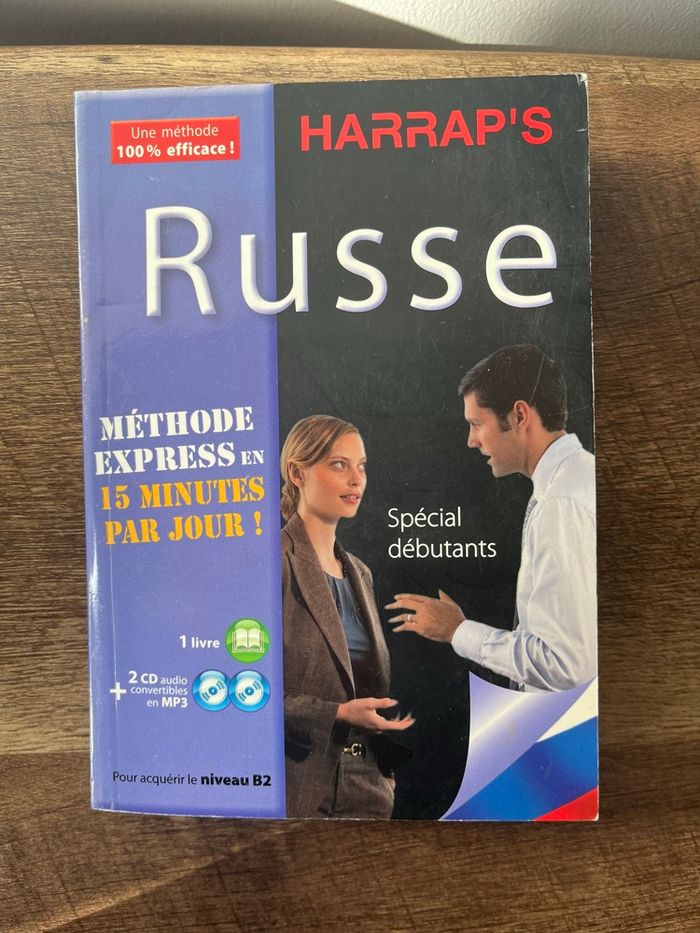 Une méthode
100 % efficace !
HARRAP'S
Russe
MÉTHODE
EXPRESS EN
15 MINUTES
PAR JOUR !
Spécial
débutants
1 livre
+ 2 CD audio
convertibles
en MP3
Pour acquérir le niveau B2